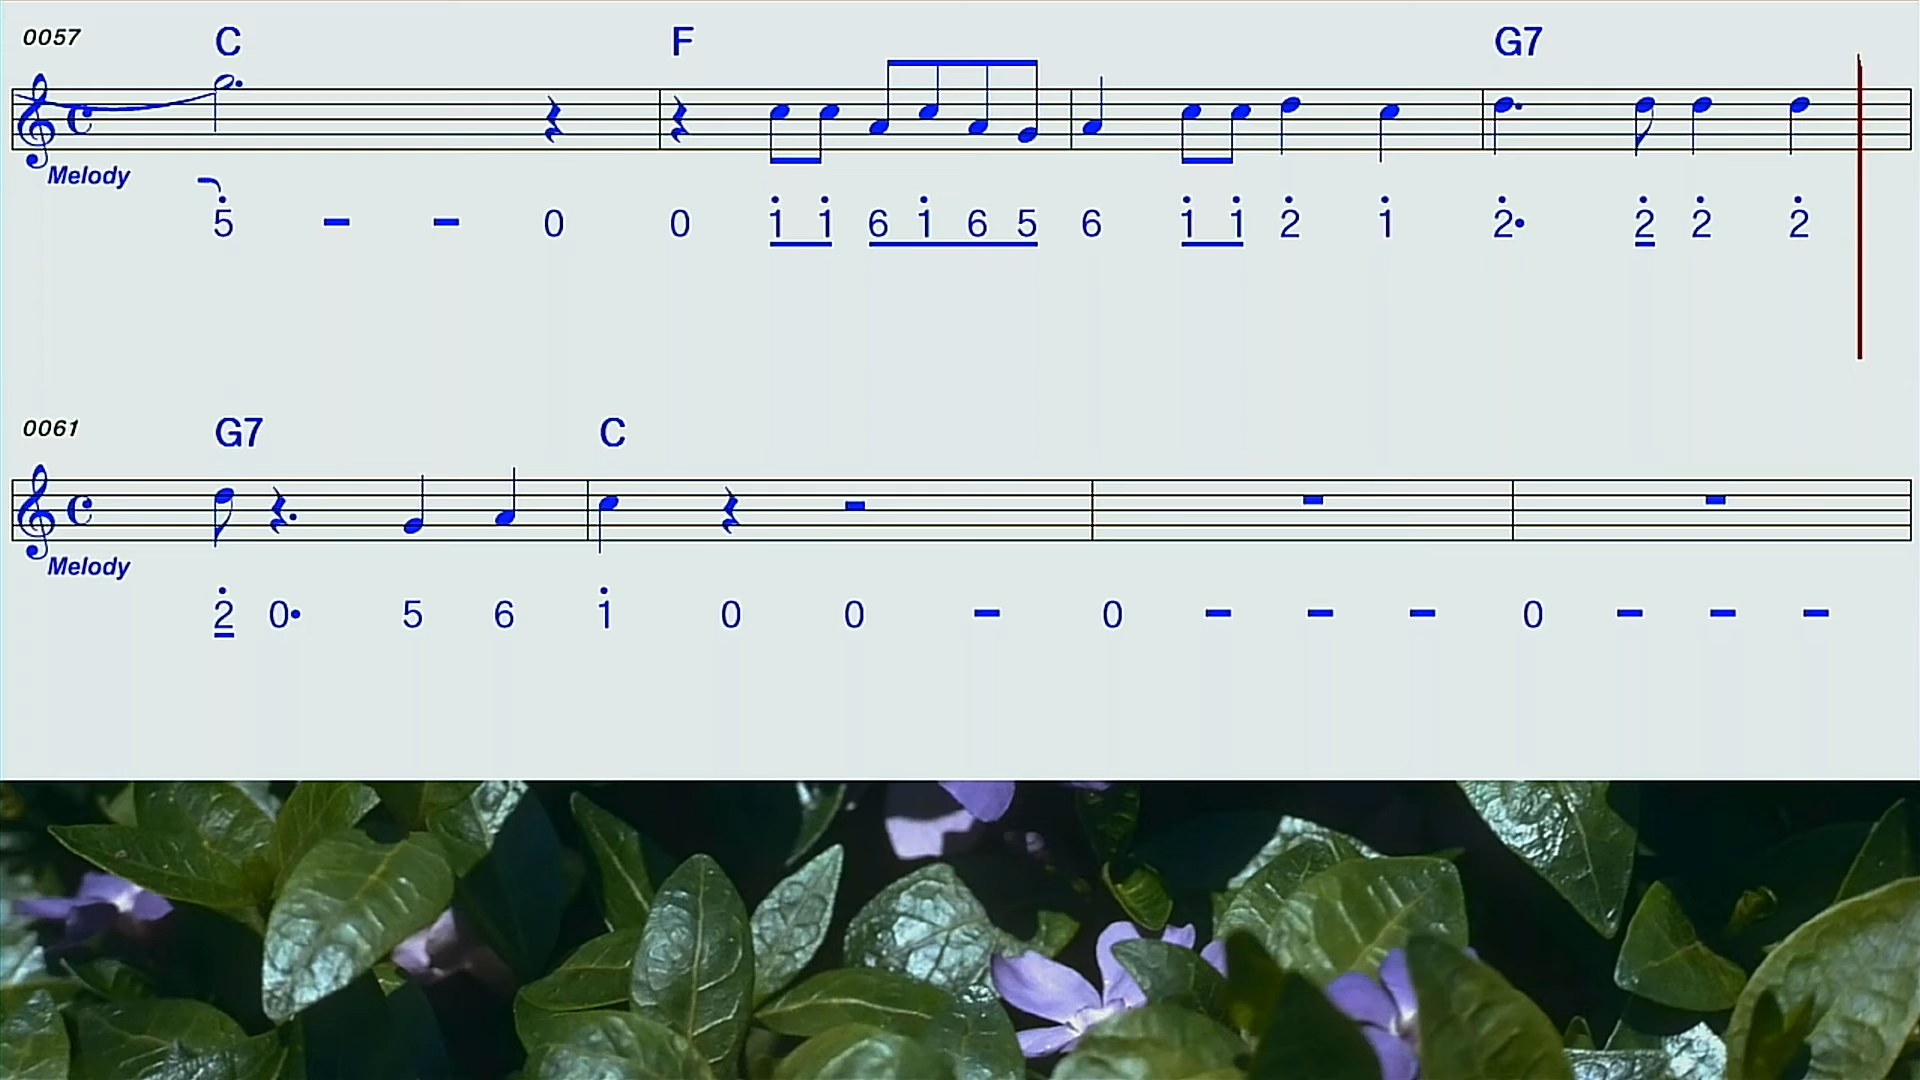 0057 C F G7
Melody
5 - - 0 0 1 1 6 1 6 5 6 1 1 2 1 2• 2 2 2
0061 G7 C
Melody
2 0• 5 6 1 0 0 - 0 - - - 0 - - -